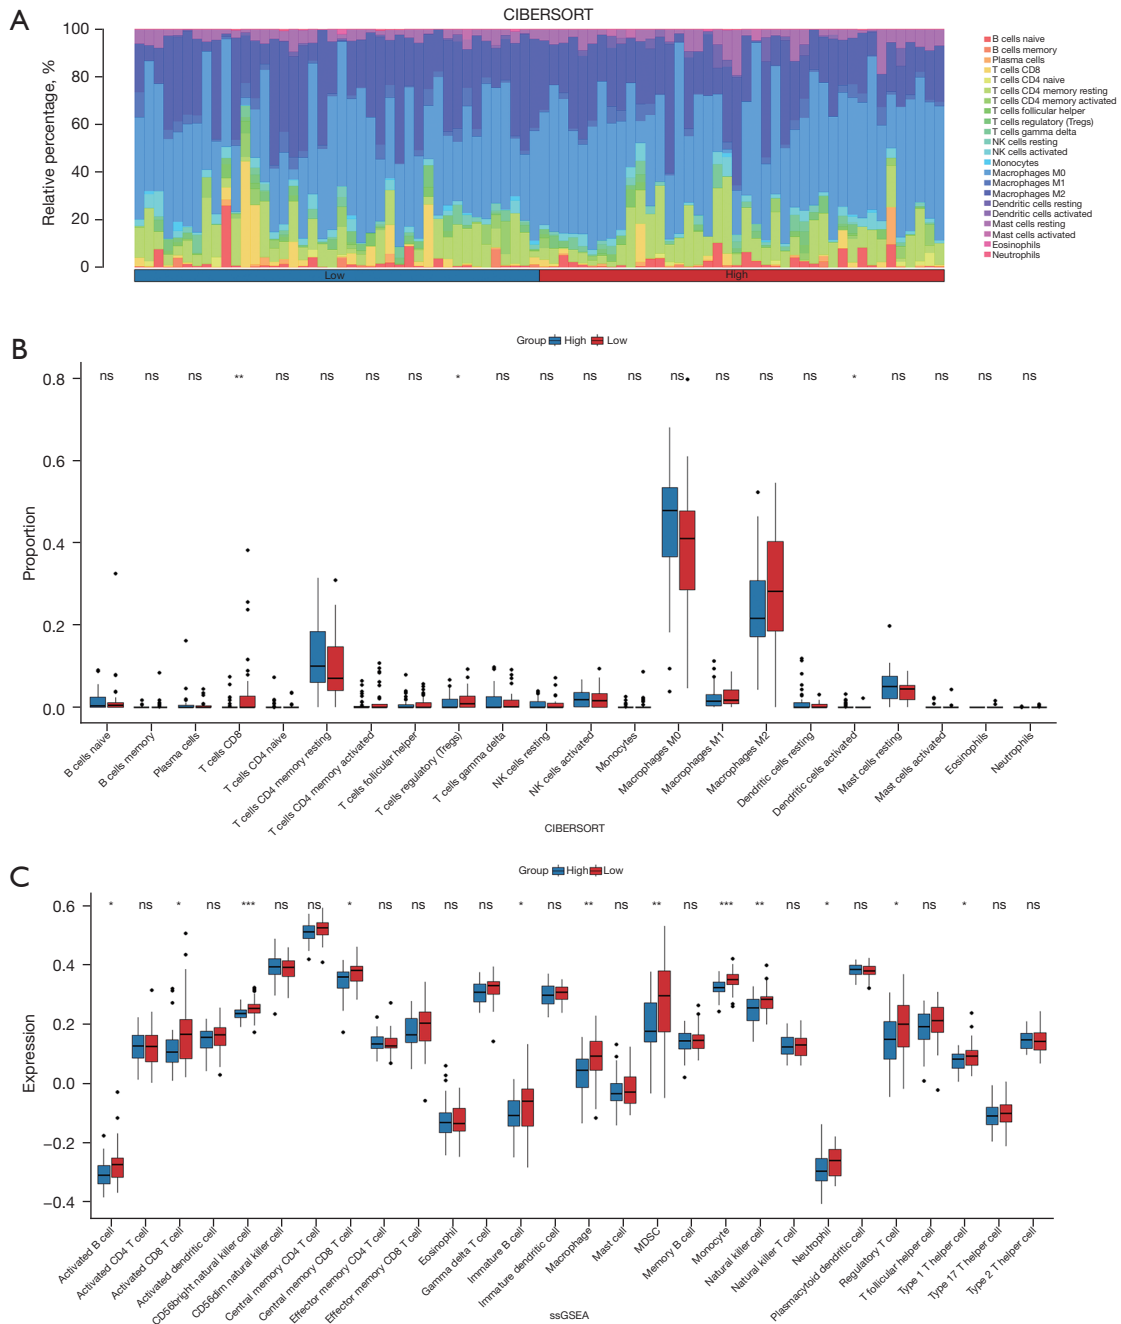 A
CIBERSORT
Relative percentage, %
100
80
60
40
20
0
Low
High
B cells naive
B cells memory
Plasma cells
T cells CD8
T cells CD4 naive
T cells CD4 memory resting
T cells CD4 memory activated
T cells follicular helper
T cells regulatory (Tregs)
T cells gamma delta
NK cells resting
NK cells activated
Monocytes
Macrophages M0
Macrophages M1
Macrophages M2
Dendritic cells resting
Dendritic cells activated
Mast cells resting
Mast cells activated
Eosinophils
Neutrophils
B
Group High Low
ns ns ns ** ns ns ns ns * ns ns ns ns ns ns ns ns * ns ns ns ns
Proportion
0.8
0.6
0.4
0.2
0.0
B cells naive
B cells memory
Plasma cells
T cells CD8
T cells CD4 naive
T cells CD4 memory resting
T cells CD4 memory activated
T cells follicular helper
T cells regulatory (Tregs)
T cells gamma delta
NK cells resting
NK cells activated
Monocytes
Macrophages M0
Macrophages M1
Macrophages M2
Dendritic cells resting
Dendritic cells activated
Mast cells resting
Mast cells activated
Eosinophils
Neutrophils
CIBERSORT
C
Group High Low
* ns * ns *** ns ns * ns ns ns ns * ns ** ns ** ns *** ** ns * ns * ns * ns ns
Expression
0.6
0.4
0.2
0.0
−0.2
−0.4
Activated B cell
Activated CD4 T cell
Activated CD8 T cell
Activated dendritic cell
CD56bright natural killer cell
CD56dim natural killer cell
Central memory CD4 T cell
Central memory CD8 T cell
Effector memory CD4 T cell
Effector memory CD8 T cell
Eosinophil
Gamma delta T cell
Immature B cell
Immature dendritic cell
Macrophage
Mast cell
MDSC
Memory B cell
Monocyte
Natural killer cell
Natural killer T cell
Neutrophil
Plasmacytoid dendritic cell
Regulatory T cell
T follicular helper cell
Type 1 T helper cell
Type 17 T helper cell
Type 2 T helper cell
ssGSEA